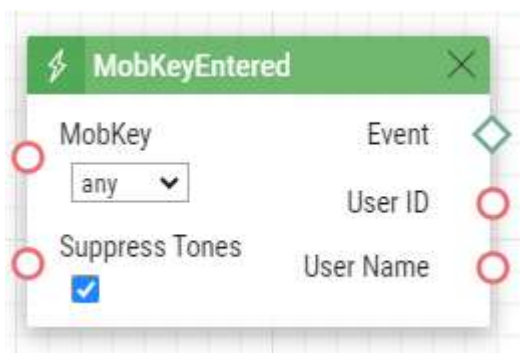 MobKeyEntered
MobKey
Event
any
User ID
Suppress Tones
User Name